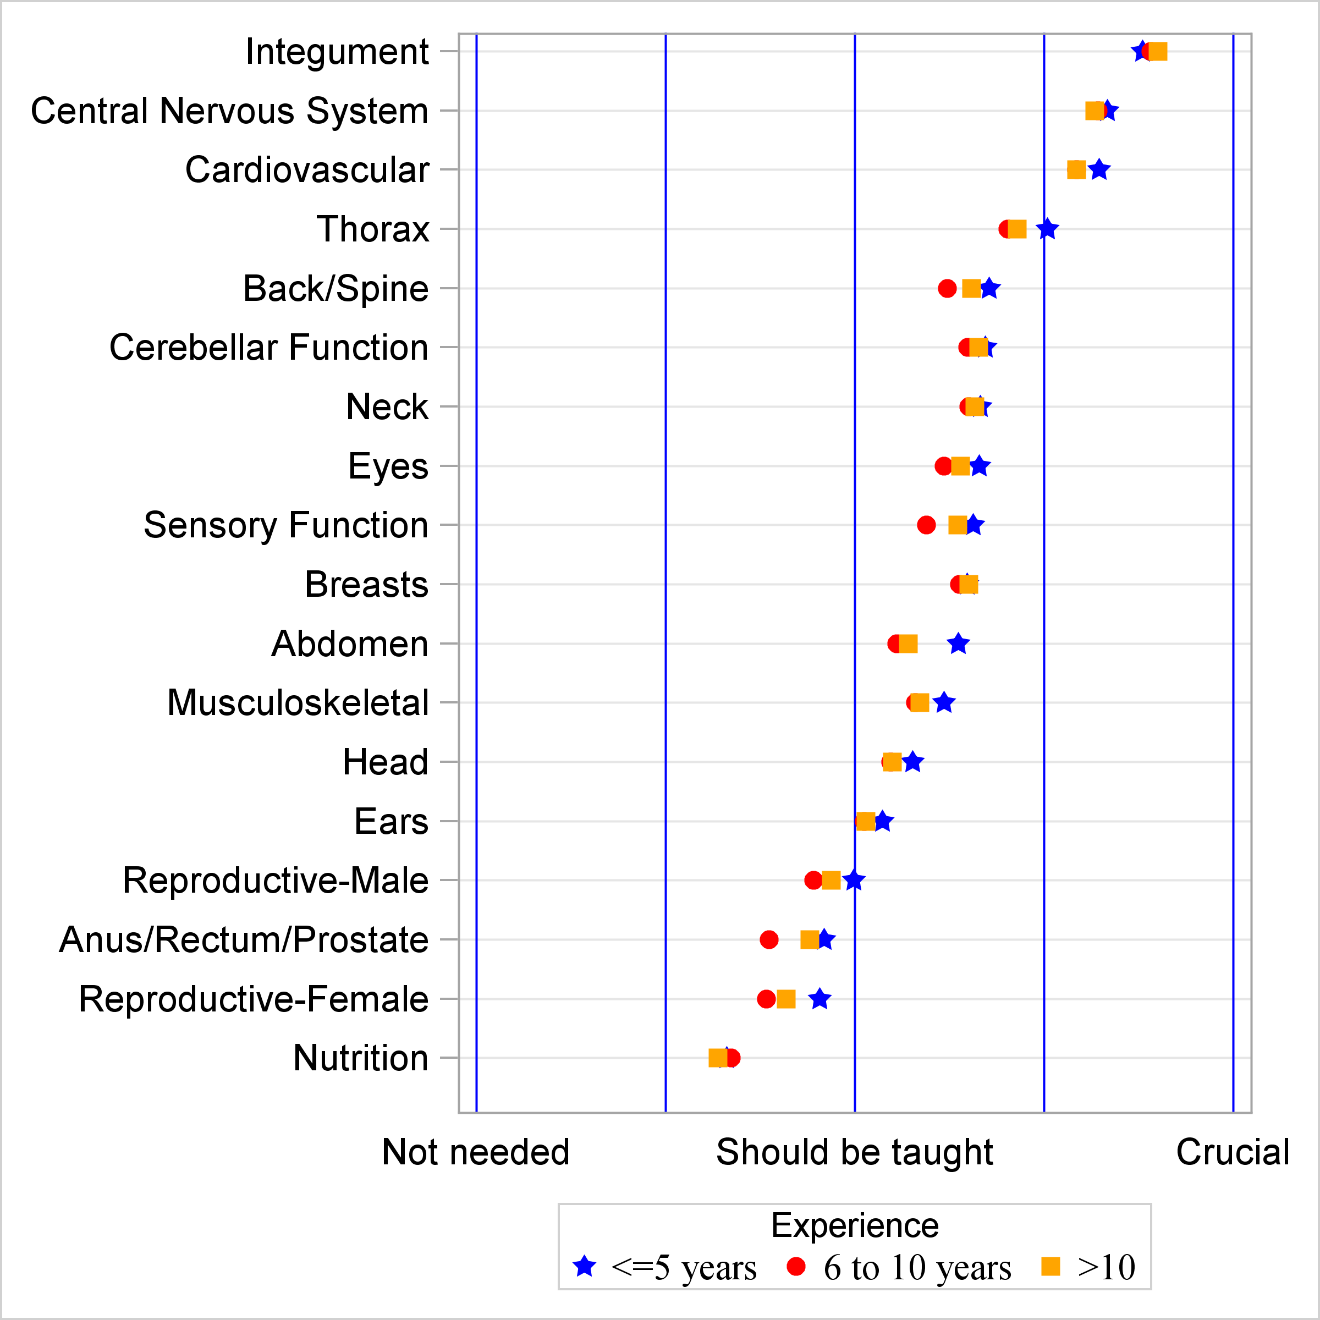 Integument
Central Nervous System
Cardiovascular
Thorax
Back/Spine
Cerebellar Function
Neck
Eyes
Sensory Function
Breasts
Abdomen
Musculoskeletal
Head
Ears
Reproductive-Male
Anus/Rectum/Prostate
Reproductive-Female
Nutrition
Not needed Should be taught Crucial
Experience
<=5 years 6 to 10 years >10